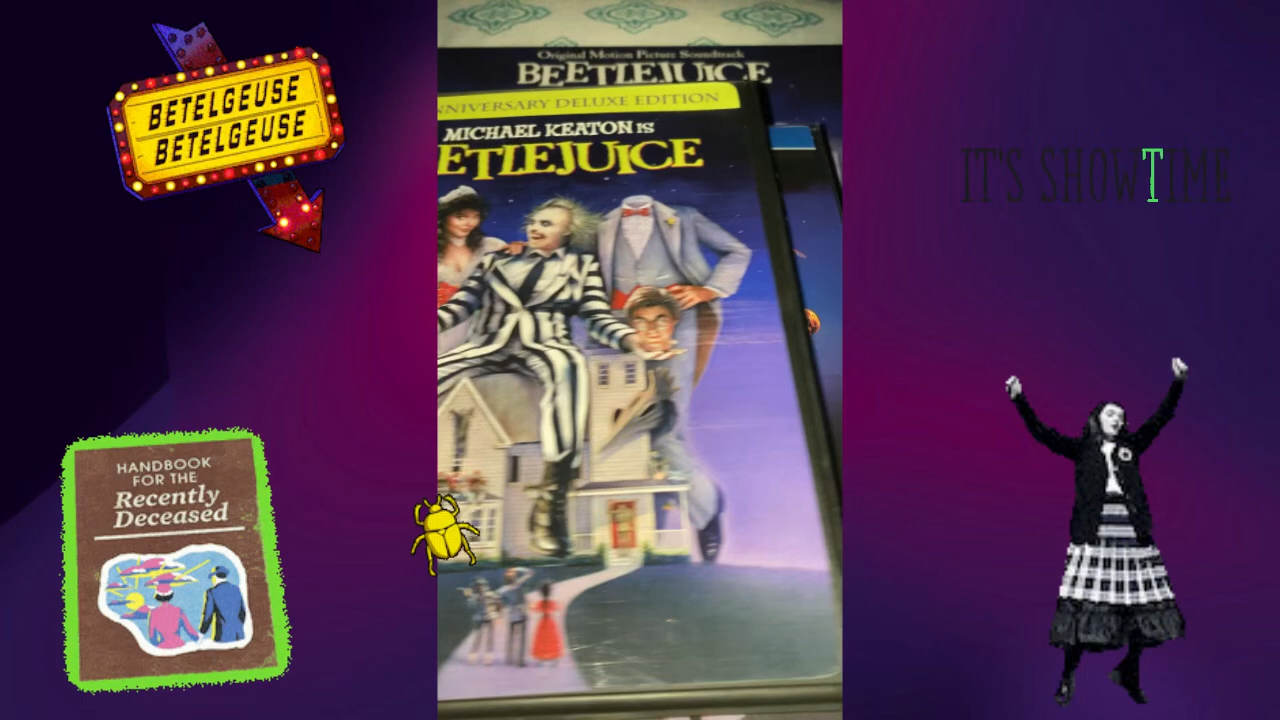 BETELGEUSE
BETELGEUSE
HANDBOOK
FOR THE
Recently
Deceased
Original Motion Picture Soundtrack
BEETLEJUICE
NNIVERSARY DELUXE EDITION
MICHAEL KEATON IS
ETLEJUICE
IT'S SHOWTIME